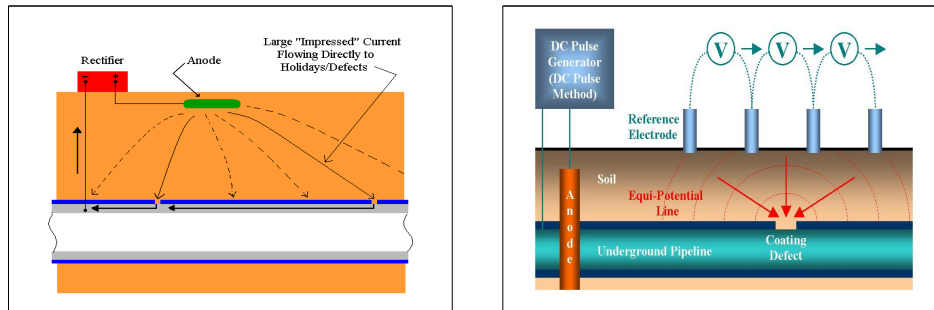 Large "Impressed" Current
Flowing Directly to
Holidays/Defects
Rectifier
Anode
- +
DC Pulse
Generator
(DC Pulse
Method)
V V V
Reference
Electrode
Soil
Equi-Potential
Line
Anode
Underground Pipeline
Coating
Defect